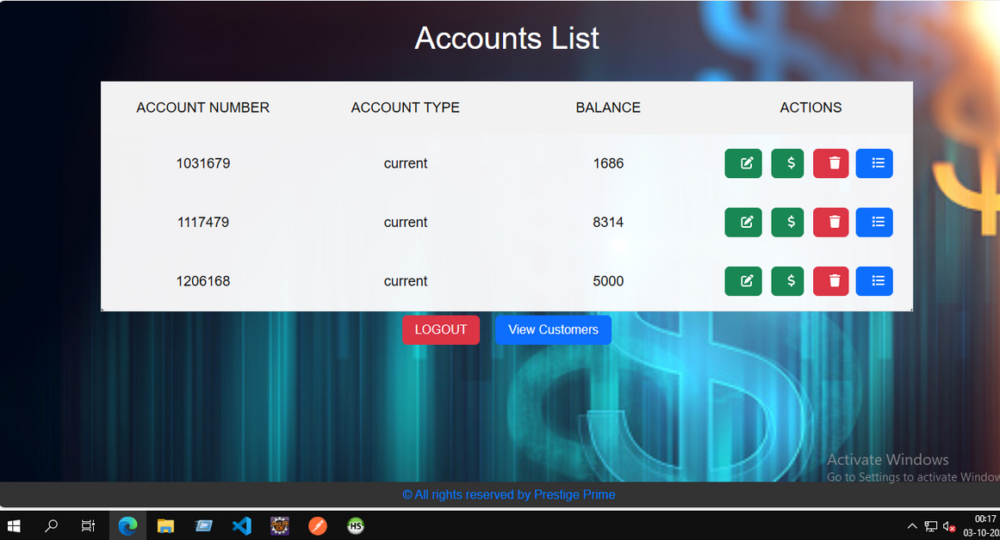 Accounts List
ACCOUNT NUMBER ACCOUNT TYPE BALANCE ACTIONS
1031679 current 1686 $
1117479 current 8314 $
1206168 current 5000 $
LOGOUT View Customers
Activate Windows
Go to Settings to activate Window
© All rights reserved by Prestige Prime
HS 00:17
03-10-20